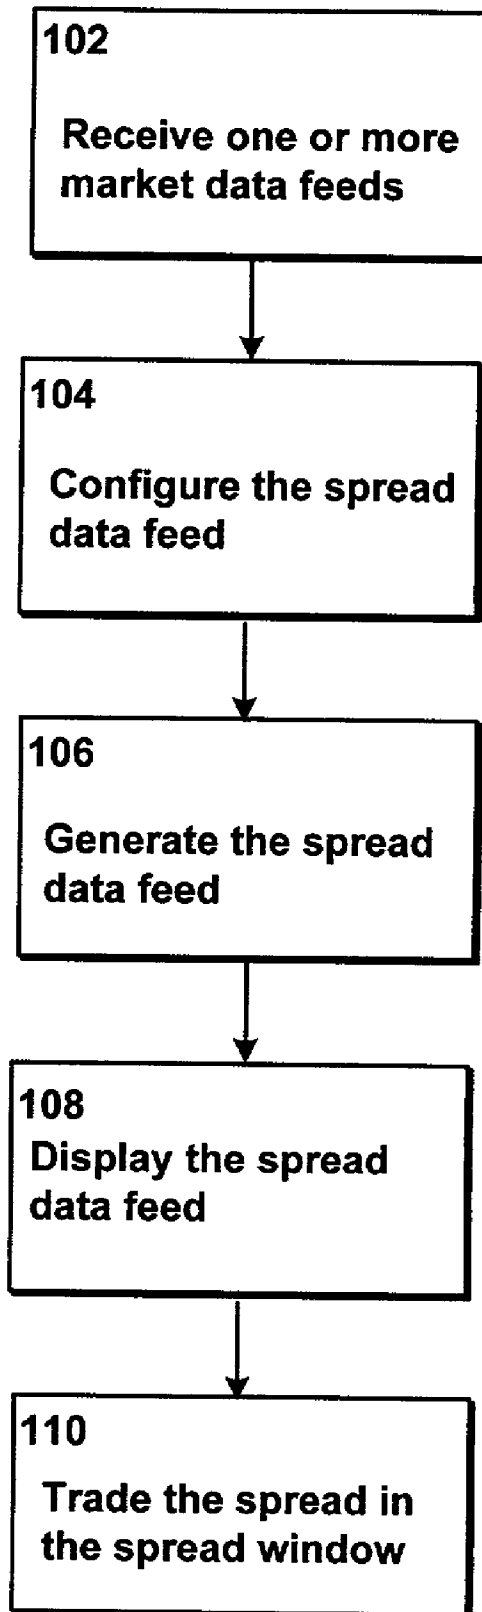 102
Receive one or more
market data feeds
104
Configure the spread
data feed
106
Generate the spread
data feed
108
Display the spread
data feed
110
Trade the spread in
the spread window